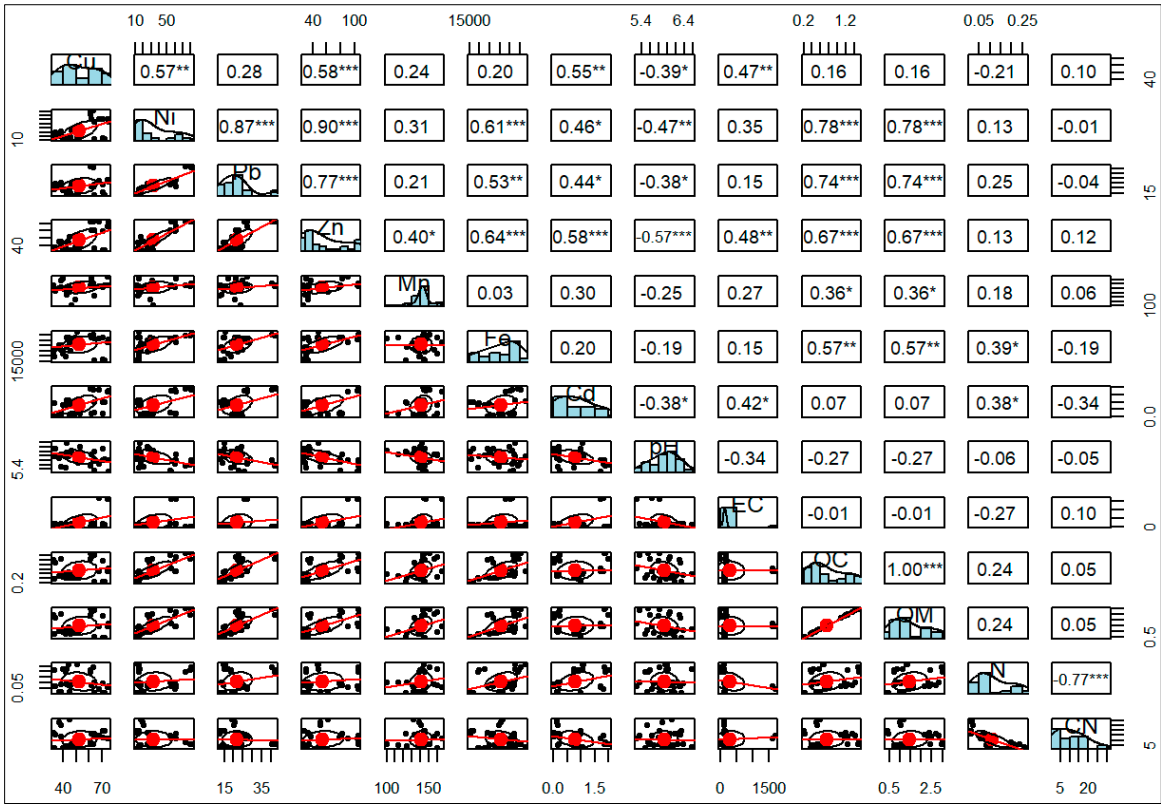 10 50 40 100 15000 5.4 6.4 0.2 1.2 0.05 0.25
Cu 0.57** 0.28 0.58*** 0.24 0.20 0.55** -0.39* 0.47** 0.16 0.16 -0.21 0.10 40
10 Ni 0.87*** 0.90*** 0.31 0.61*** 0.46* -0.47** 0.35 0.78*** 0.78*** 0.13 -0.01
Pb 0.77*** 0.21 0.53** 0.44* -0.38* 0.15 0.74*** 0.74*** 0.25 -0.04 15
40 Zn 0.40* 0.64*** 0.58*** -0.57*** 0.48** 0.67*** 0.67*** 0.13 0.12
Mn 0.03 0.30 -0.25 0.27 0.36* 0.36* 0.18 0.06 100
15000 Fe 0.20 -0.19 0.15 0.57** 0.57** 0.39* -0.19
Cd -0.38* 0.42* 0.07 0.07 0.38* -0.34 0.0
5.4 pH -0.34 -0.27 -0.27 -0.06 -0.05
EC -0.01 -0.01 -0.27 0.10 0
0.2 OC 1.00*** 0.24 0.05
OM 0.24 0.05 0.5
0.05 N -0.77***
CN 5
40 70 15 35 100 150 0.0 1.5 0 1500 0.5 2.5 5 20